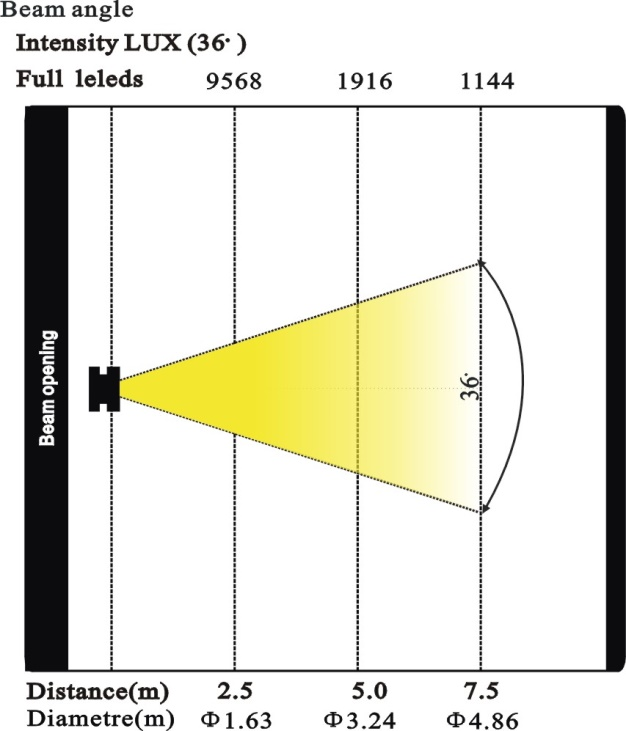 Beam angle
Intensity LUX (36· )
Full leleds 9568 1916 1144
Beam opening
36·
Distance(m) 2.5 5.0 7.5
Diametre(m) Φ1.63 Φ3.24 Φ4.86